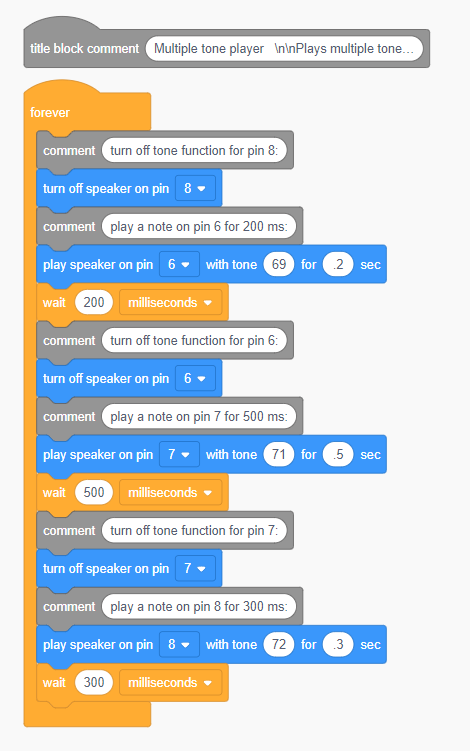 title block comment Multiple tone player \n\nPlays multiple tone...
forever
comment turn off tone function for pin 8:
turn off speaker on pin 8
comment play a note on pin 6 for 200 ms:
play speaker on pin 6 with tone 69 for .2 sec
wait 200 milliseconds
comment turn off tone function for pin 6:
turn off speaker on pin 6
comment play a note on pin 7 for 500 ms:
play speaker on pin 7 with tone 71 for .5 sec
wait 500 milliseconds
comment turn off tone function for pin 7:
turn off speaker on pin 7
comment play a note on pin 8 for 300 ms:
play speaker on pin 8 with tone 72 for .3 sec
wait 300 milliseconds